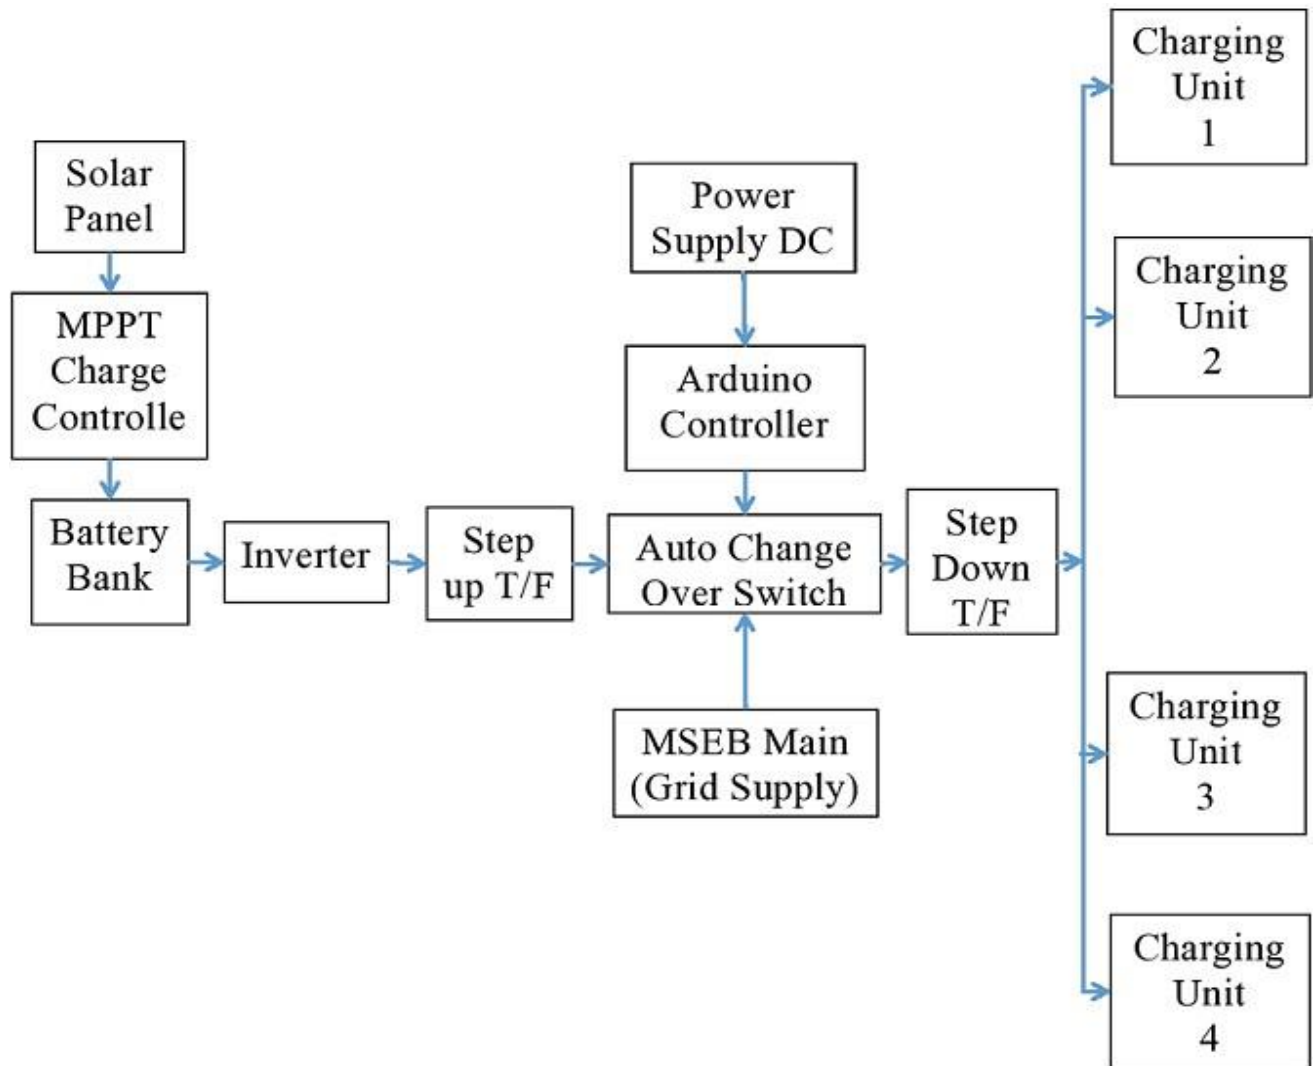 Solar
Panel
MPPT
Charge
Controlle
Battery
Bank
Inverter
Step
up T/F
Power
Supply DC
Arduino
Controller
Auto Change
Over Switch
MSEB Main
(Grid Supply)
Step
Down
T/F
Charging
Unit
1
Charging
Unit
2
Charging
Unit
3
Charging
Unit
4